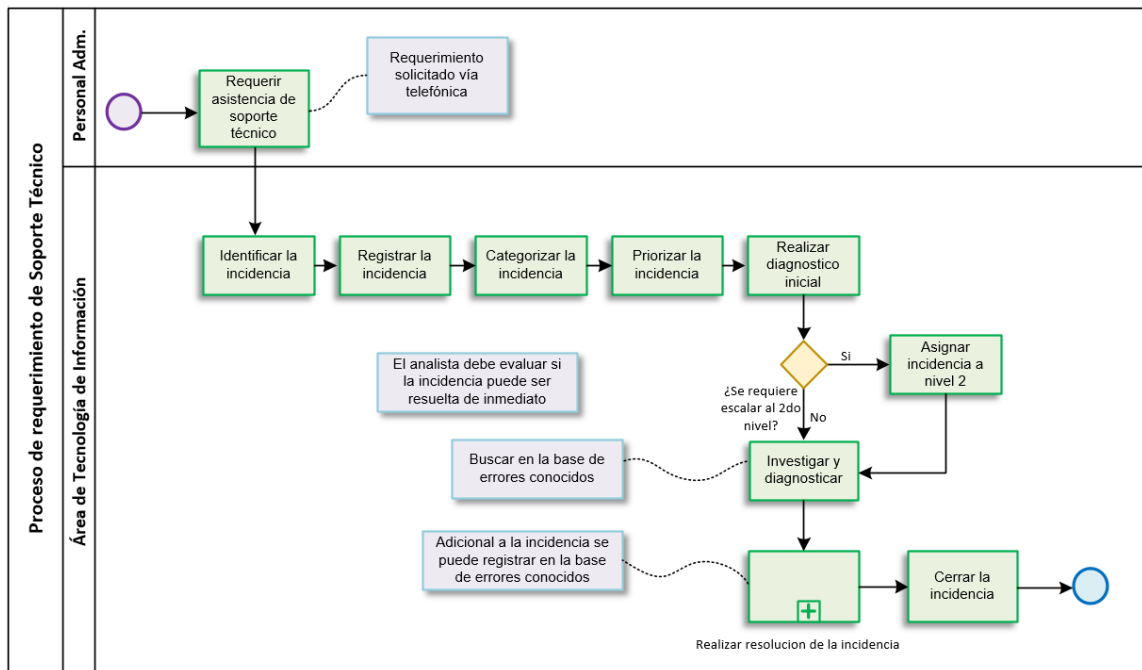 Proceso de requerimiento de Soporte Técnico
Personal Adm.
Requerir
asistencia de
soporte
técnico
Requerimiento
solicitado vía
telefónica
Área de Tecnología de Información
Identificar la
incidencia
Registrar la
incidencia
Categorizar la
incidencia
Priorizar la
incidencia
Realizar
diagnostico
inicial
El analista debe evaluar si
la incidencia puede ser
resuelta de inmediato
¿Se requiere
escalar al 2do
nivel?
Si
No
Asignar
incidencia a
nivel 2
Buscar en la base de
errores conocidos
Investigar y
diagnosticar
Adicional a la incidencia se
puede registrar en la base
de errores conocidos
Realizar resolucion de la incidencia
Cerrar la
incidencia